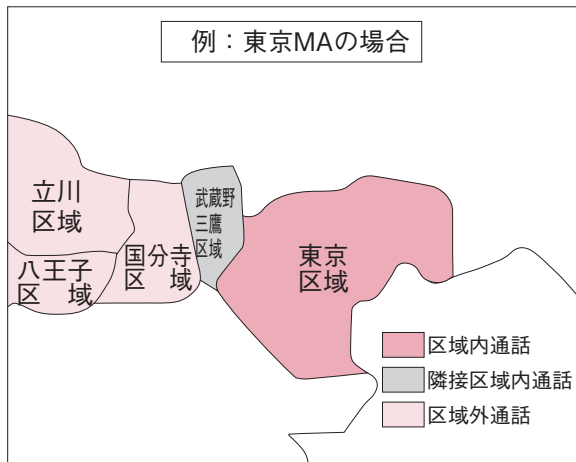 例：東京MAの場合
立川
区域
八王子
区域
国分寺
区域
武蔵野
三鷹
区域
東京
区域
区域内通話
隣接区域内通話
区域外通話